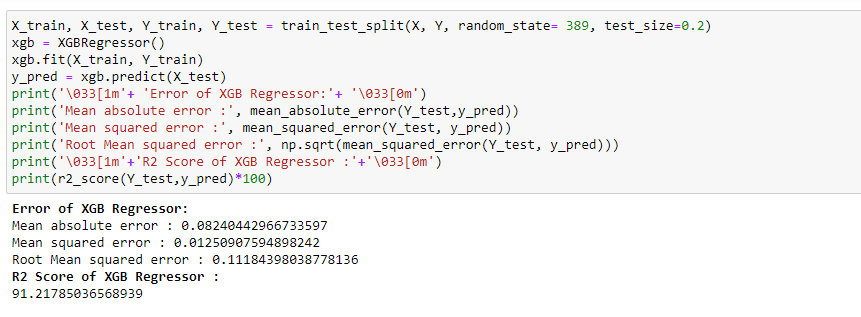 X_train, X_test, Y_train, Y_test = train_test_split(X, Y, random_state= 389, test_size=0.2)
xgb = XGBRegressor()
xgb.fit(X_train, Y_train)
y_pred = xgb.predict(X_test)
print('\033[1m'+ 'Error of XGB Regressor:'+ '\033[0m')
print('Mean absolute error :', mean_absolute_error(Y_test,y_pred))
print('Mean squared error :', mean_squared_error(Y_test, y_pred))
print('Root Mean squared error :', np.sqrt(mean_squared_error(Y_test, y_pred)))
print('\033[1m'+'R2 Score of XGB Regressor :'+'\033[0m')
print(r2_score(Y_test,y_pred)*100)
Error of XGB Regressor:
Mean absolute error : 0.08240442966733597
Mean squared error : 0.01250907594898242
Root Mean squared error : 0.11184398038778136
R2 Score of XGB Regressor :
91.21785036568939